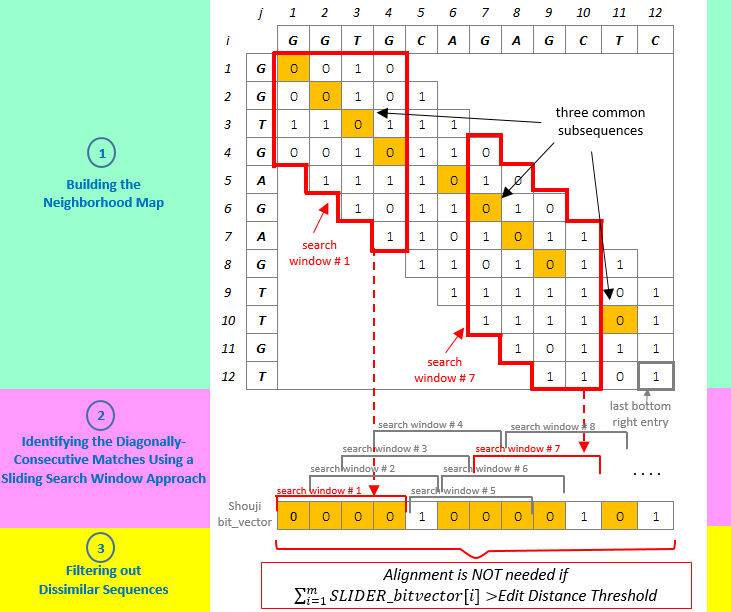 j 1 2 3 4 5 6 7 8 9 10 11 12
i G G T G C A G A G C T C
1 G 0 0 1 0
2 G 0 0 1 0 1
3 T 1 1 0 1 1 1
4 G 0 0 1 0 1 1 0
5 A 1 1 1 1 0 1 0
6 G 1 0 1 1 0 1 0
7 A 1 1 0 1 0 1 1
8 G 1 1 0 1 0 1 1
9 T 1 1 1 1 1 0 1
10 T 1 1 1 1 0 1
11 G 1 0 1 1 1
12 T 1 1 0 1
three common
subsequences
search
window # 1
search
window # 7
last bottom
right entry
1
Building the
Neighborhood Map
2
Identifying the Diagonally-
Consecutive Matches Using a
Sliding Search Window Approach
3
Filtering out
Dissimilar Sequences
search window # 4
search window # 8
search window # 3
search window # 7
search window # 2
search window # 6
. . . .
search window # 1
search window # 5
Shouji
bit_vector
0 0 0 0 1 0 0 0 0 1 0 1
Alignment is NOT needed if
∑ᵢ₌₁ᵐ SLIDER_bitvector[i] >Edit Distance Threshold